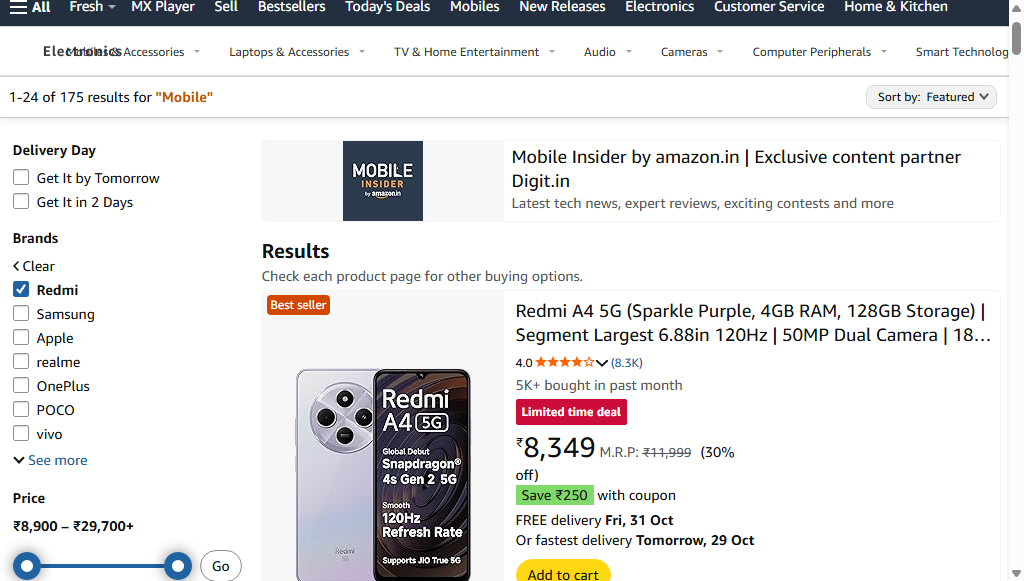 All Fresh MX Player Sell Bestsellers Today's Deals Mobiles New Releases Electronics Customer Service Home & Kitchen
Electronics Mobiles & Accessories Laptops & Accessories TV & Home Entertainment Audio Cameras Computer Peripherals Smart Technolog
1-24 of 175 results for "Mobile"
Sort by: Featured
Delivery Day
Get It by Tomorrow
Get It in 2 Days
Brands
Clear
Redmi
Samsung
Apple
realme
OnePlus
POCO
vivo
See more
Price
₹8,900 – ₹29,700+
Go
MOBILE
INSIDER
by amazon.in
Mobile Insider by amazon.in | Exclusive content partner
Digit.in
Latest tech news, expert reviews, exciting contests and more
Results
Check each product page for other buying options.
Best seller
Redmi
A4 5G
Global Debut
Snapdragon®
4s Gen 2 5G
Smooth
120Hz
Refresh Rate
Supports JIO True 5G
Redmi
Redmi A4 5G (Sparkle Purple, 4GB RAM, 128GB Storage) |
Segment Largest 6.88in 120Hz | 50MP Dual Camera | 18…
4.0 (8.3K)
5K+ bought in past month
Limited time deal
₹8,349 M.R.P: ₹11,999 (30%
off)
Save ₹250 with coupon
FREE delivery Fri, 31 Oct
Or fastest delivery Tomorrow, 29 Oct
Add to cart